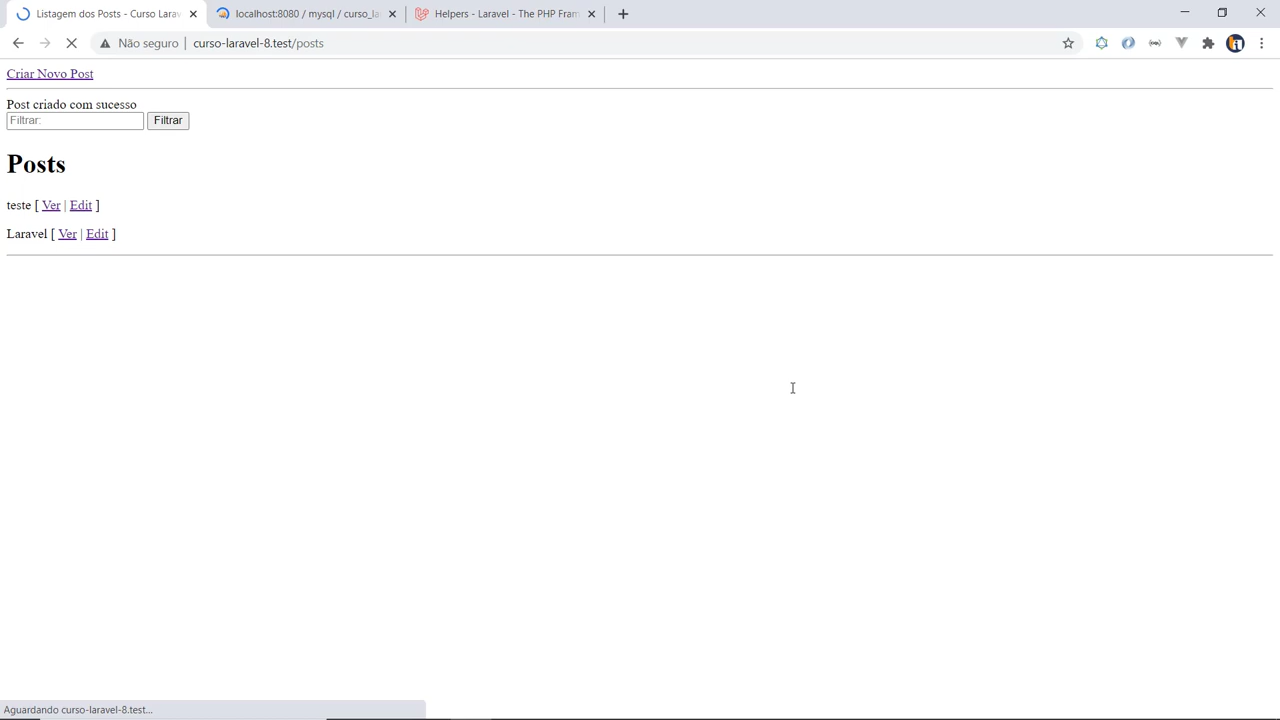 Listagem dos Posts - Curso Larav
localhost:8080 / mysql / curso_la
Helpers - Laravel - The PHP Fram
Não seguro
curso-laravel-8.test/posts
Criar Novo Post
Post criado com sucesso
Filtrar: Filtrar
Posts
teste [ Ver | Edit ]
Laravel [ Ver | Edit ]
Aguardando curso-laravel-8.test...